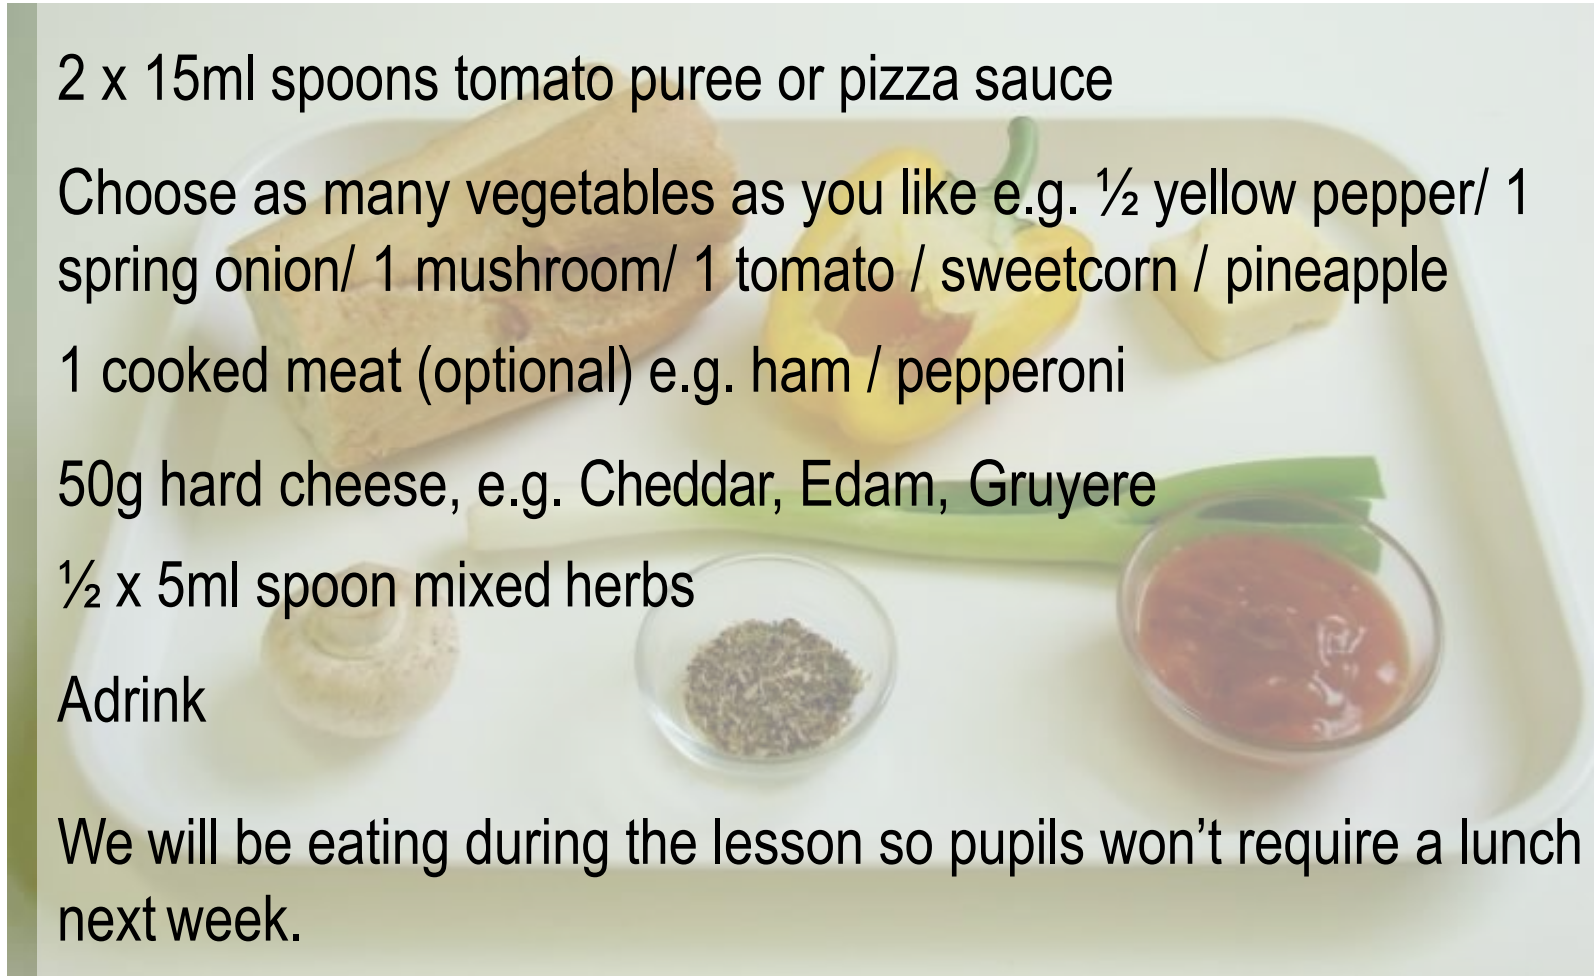 2 x 15ml spoons tomato puree or pizza sauce
Choose as many vegetables as you like e.g. ½ yellow pepper/ 1
spring onion/ 1 mushroom/ 1 tomato / sweetcorn / pineapple
1 cooked meat (optional) e.g. ham / pepperoni
50g hard cheese, e.g. Cheddar, Edam, Gruyere
½ x 5ml spoon mixed herbs
Adrink
We will be eating during the lesson so pupils won’t require a lunch
next week.